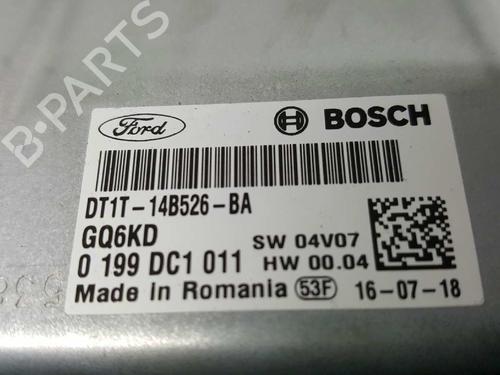 B-PARTS
Ford
BOSCH
DT1T-14B526-BA
GQ6KD
SW 04V07
0 199 DC1 011
HW 00.04
Made in Romania 53F 16-07-18